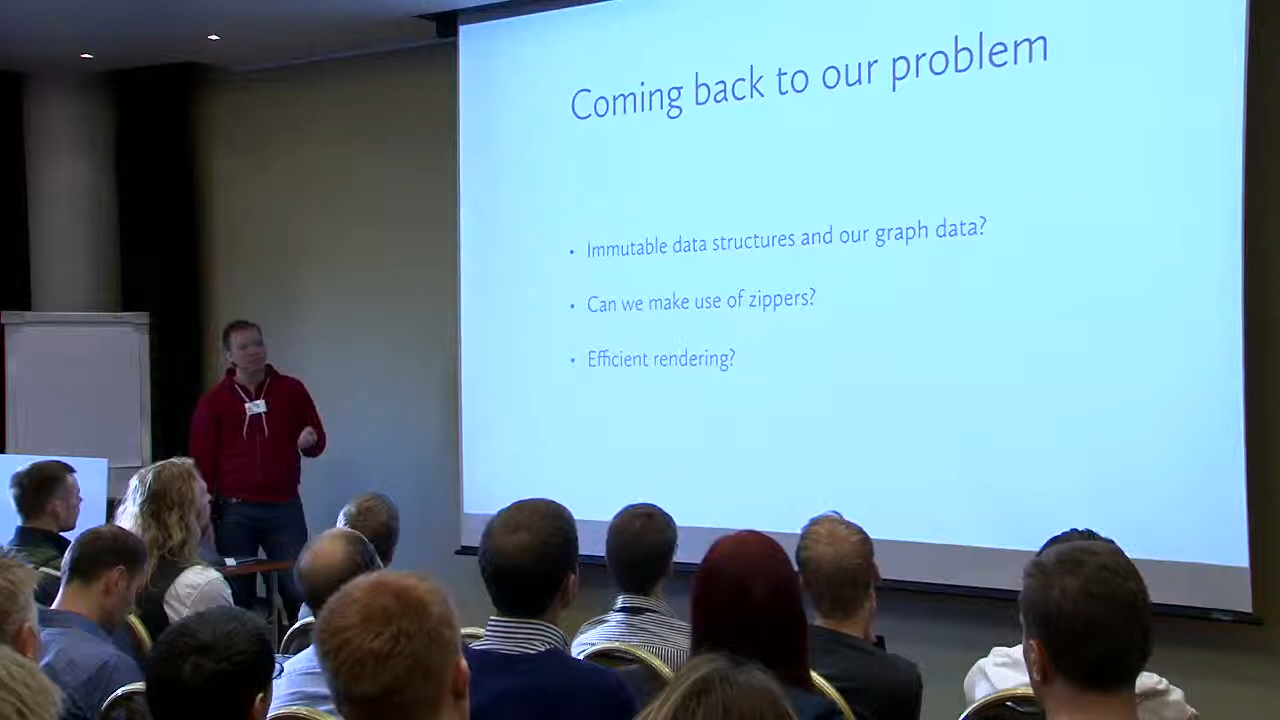 Coming back to our problem
• Immutable data structures and our graph data?
• Can we make use of zippers?
• Efficient rendering?